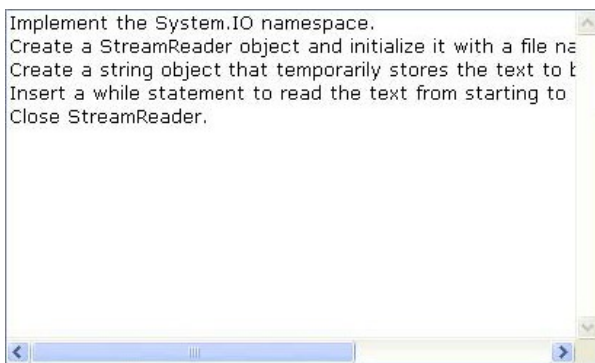 Implement the System.IO namespace.
Create a StreamReader object and initialize it with a file na
Create a string object that temporarily stores the text to b
Insert a while statement to read the text from starting to
Close StreamReader.